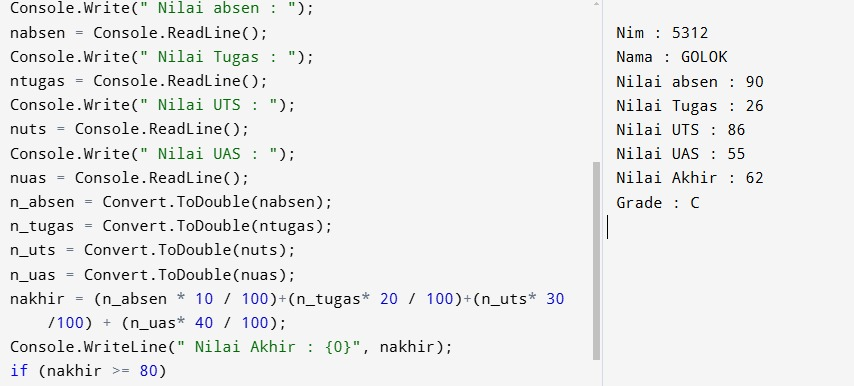 Console.Write(" Nilai absen : ");
nabsen = Console.ReadLine();
Console.Write(" Nilai Tugas : ");
ntugas = Console.ReadLine();
Console.Write(" Nilai UTS : ");
nuts = Console.ReadLine();
Console.Write(" Nilai UAS : ");
nuas = Console.ReadLine();
n_absen = Convert.ToDouble(nabsen);
n_tugas = Convert.ToDouble(ntugas);
n_uts = Convert.ToDouble(nuts);
n_uas = Convert.ToDouble(nuas);
nakhir = (n_absen * 10 / 100)+(n_tugas* 20 / 100)+(n_uts* 30
/100) + (n_uas* 40 / 100);
Console.WriteLine(" Nilai Akhir : {0}", nakhir);
if (nakhir >= 80)
Nim : 5312
Nama : GOLOK
Nilai absen : 90
Nilai Tugas : 26
Nilai UTS : 86
Nilai UAS : 55
Nilai Akhir : 62
Grade : C